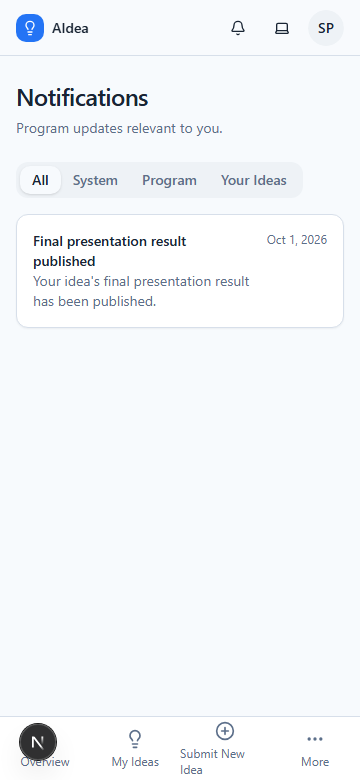 AIdea
SP
Notifications
Program updates relevant to you.
All System Program Your Ideas
Final presentation result Oct 1, 2026
published
Your idea's final presentation result
has been published.
N
Overview My Ideas Submit New Idea More